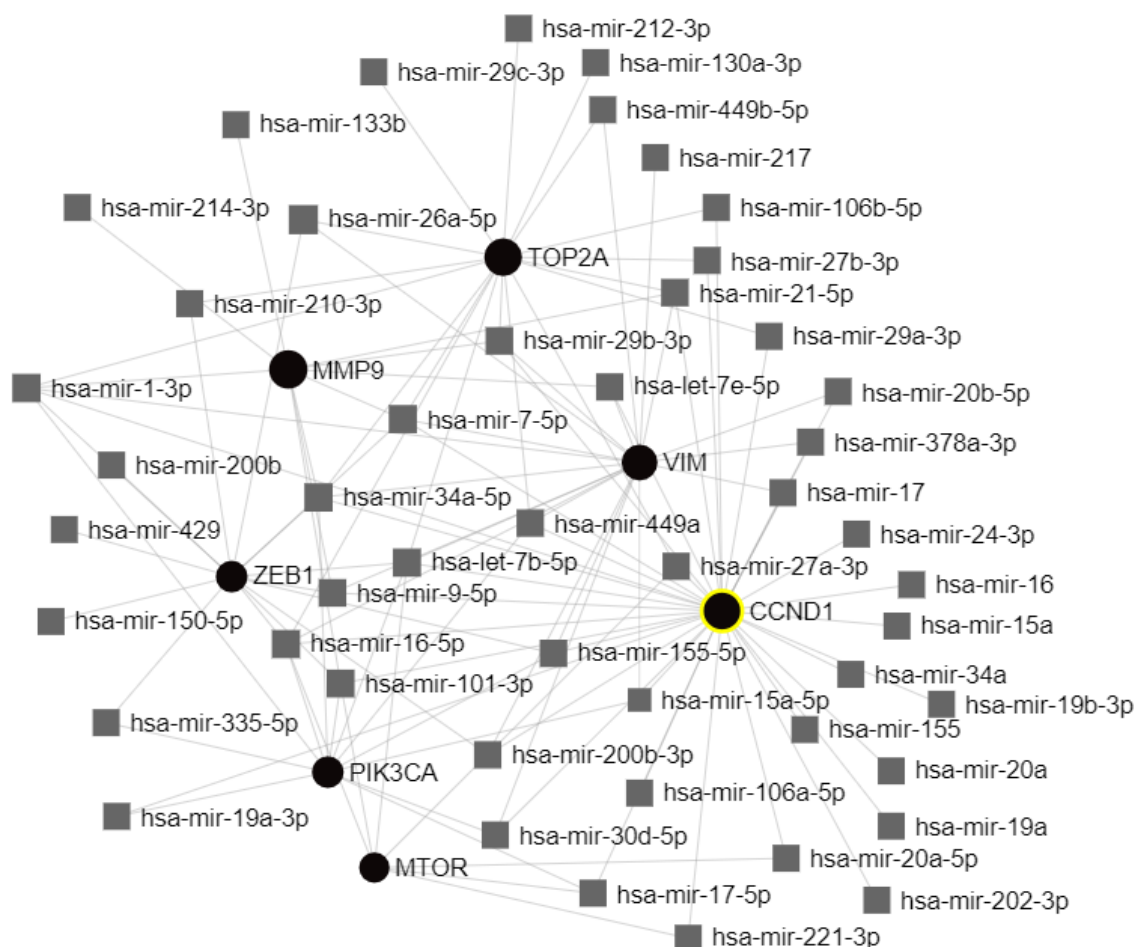 hsa-mir-212-3p
hsa-mir-130a-3p
hsa-mir-29c-3p
hsa-mir-449b-5p
hsa-mir-133b
hsa-mir-217
hsa-mir-214-3p
hsa-mir-26a-5p
hsa-mir-106b-5p
TOP2A
hsa-mir-27b-3p
hsa-mir-21-5p
hsa-mir-210-3p
hsa-mir-29a-3p
hsa-mir-29b-3p
MMP9
hsa-mir-1-3p
hsa-let-7e-5p
hsa-mir-20b-5p
hsa-mir-7-5p
hsa-mir-378a-3p
hsa-mir-200b
VIM
hsa-mir-17
hsa-mir-34a-5p
hsa-mir-449a
hsa-mir-429
hsa-mir-24-3p
hsa-let-7b-5p
hsa-mir-27a-3p
ZEB1
hsa-mir-16
hsa-mir-9-5p
CCND1
hsa-mir-150-5p
hsa-mir-15a
hsa-mir-16-5p
hsa-mir-155-5p
hsa-mir-34a
hsa-mir-101-3p
hsa-mir-15a-5p
hsa-mir-19b-3p
hsa-mir-335-5p
hsa-mir-155
hsa-mir-200b-3p
PIK3CA
hsa-mir-20a
hsa-mir-106a-5p
hsa-mir-19a-3p
hsa-mir-19a
hsa-mir-30d-5p
hsa-mir-20a-5p
MTOR
hsa-mir-17-5p
hsa-mir-202-3p
hsa-mir-221-3p